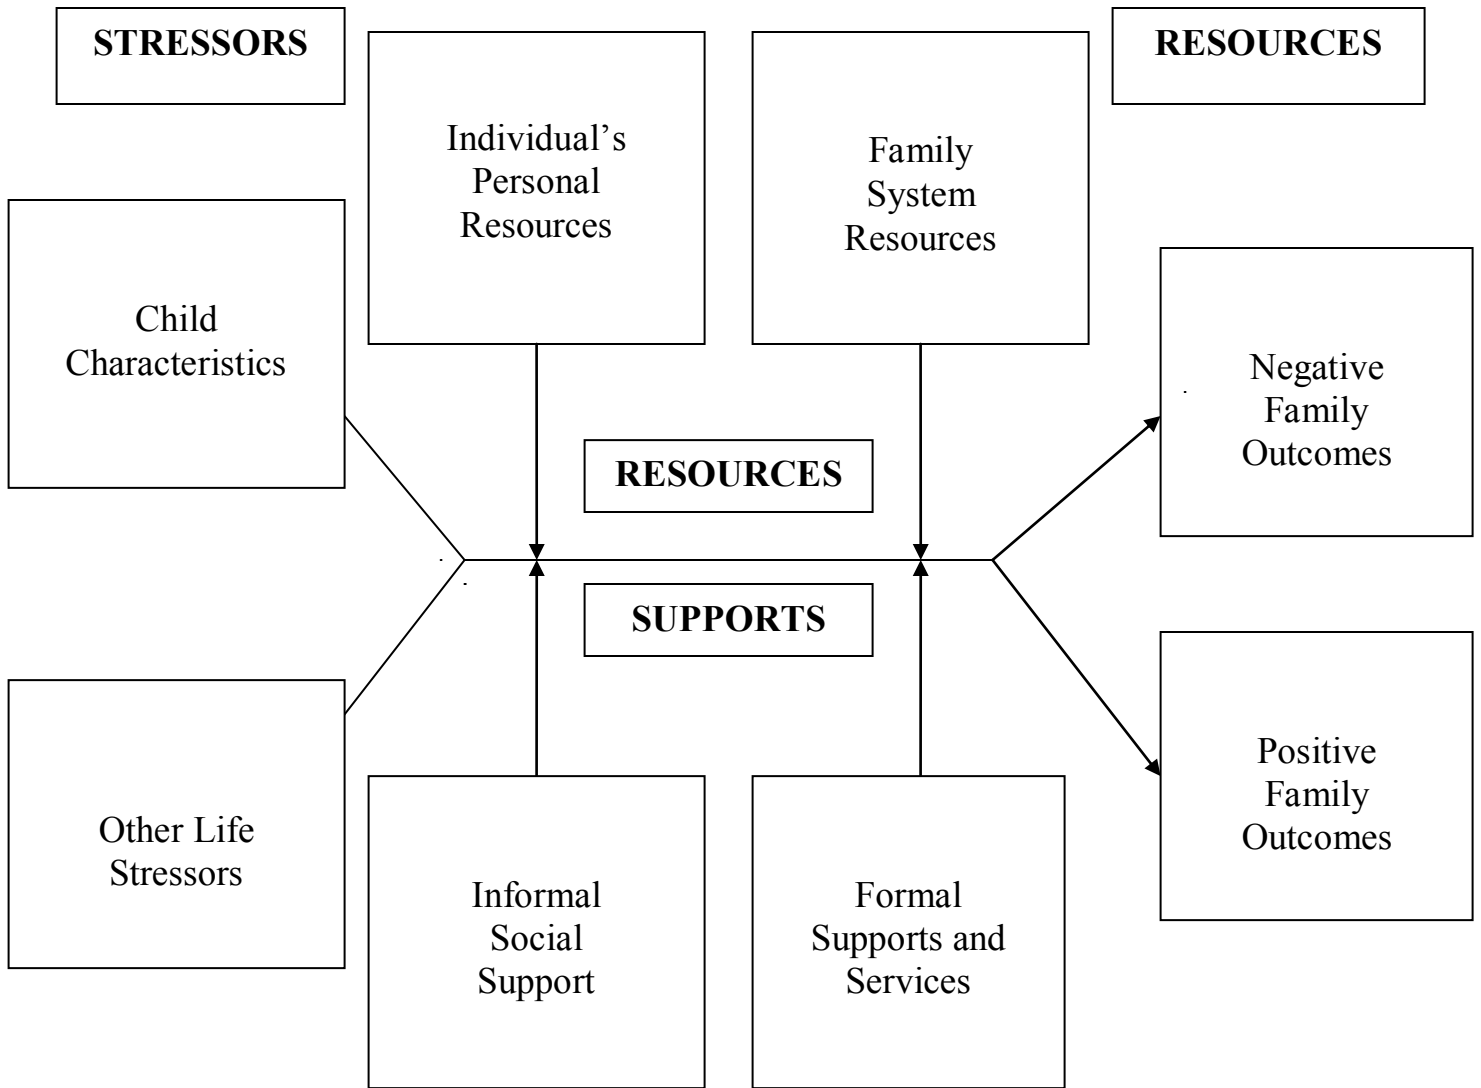 STRESSORS
RESOURCES
Individual’s
Personal
Resources
Family
System
Resources
Child
Characteristics
Negative
Family
Outcomes
RESOURCES
SUPPORTS
Other Life
Stressors
Positive
Family
Outcomes
Informal
Social
Support
Formal
Supports and
Services